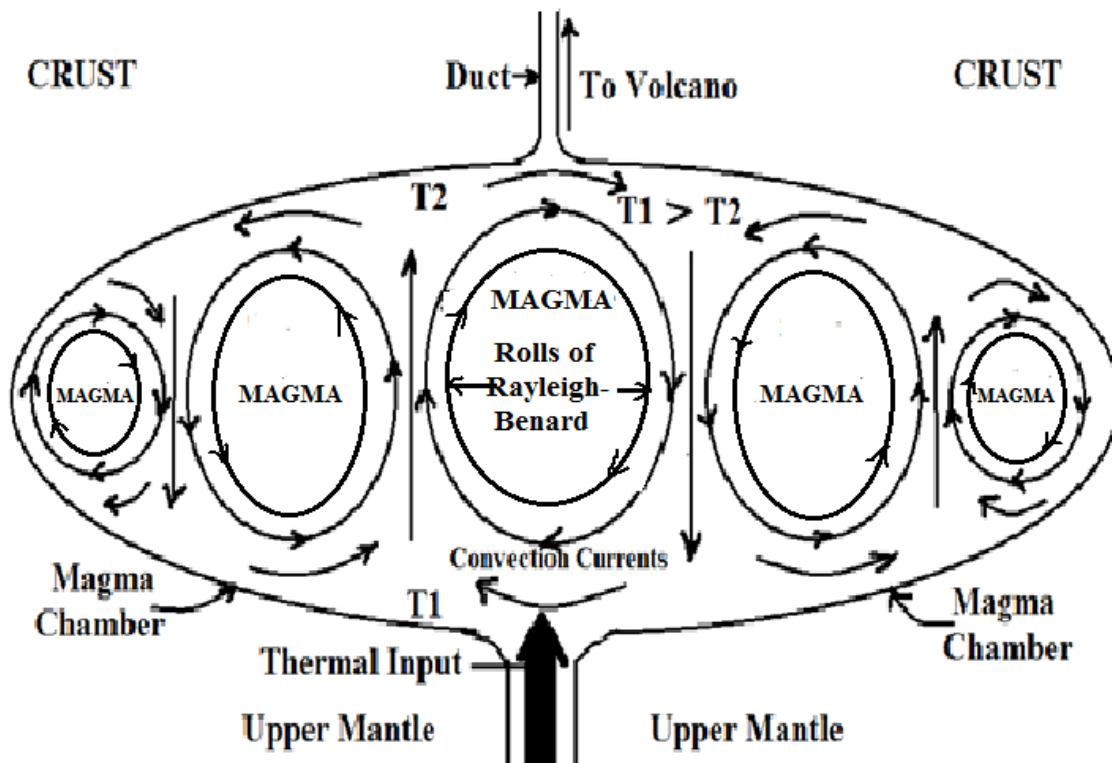 CRUST
Duct
To Volcano
CRUST
T2
T1 > T2
MAGMA
Rolls of
Rayleigh-
Benard
MAGMA
MAGMA
MAGMA
MAGMA
Convection Currents
Magma
Chamber
T1
Magma
Chamber
Thermal Input
Upper Mantle
Upper Mantle